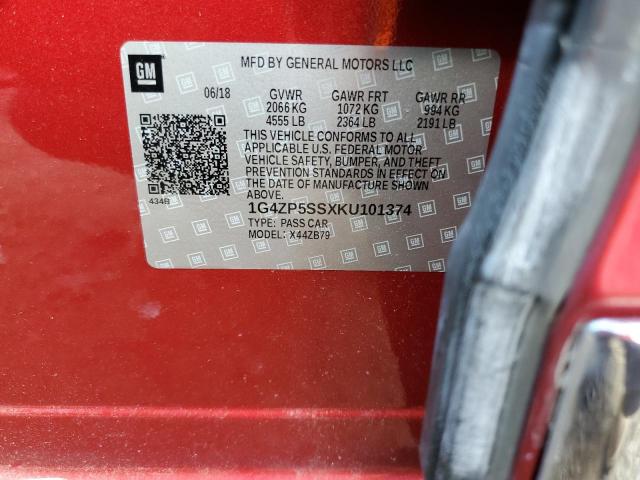 GM
MFD BY GENERAL MOTORS LLC
06/18 GVWR GAWR FRT GAWR RR
2066 KG 1072 KG 994 KG
4555 LB 2364 LB 2191 LB
THIS VEHICLE CONFORMS TO ALL
APPLICABLE U.S. FEDERAL MOTOR
VEHICLE SAFETY, BUMPER, AND THEFT
PREVENTION STANDARDS IN EFFECT
ON THE DATE OF MANUFACTURE SHOWN
ABOVE.
434B
1G4ZP5SSXKU101374
TYPE: PASS CAR
MODEL: X44ZB79